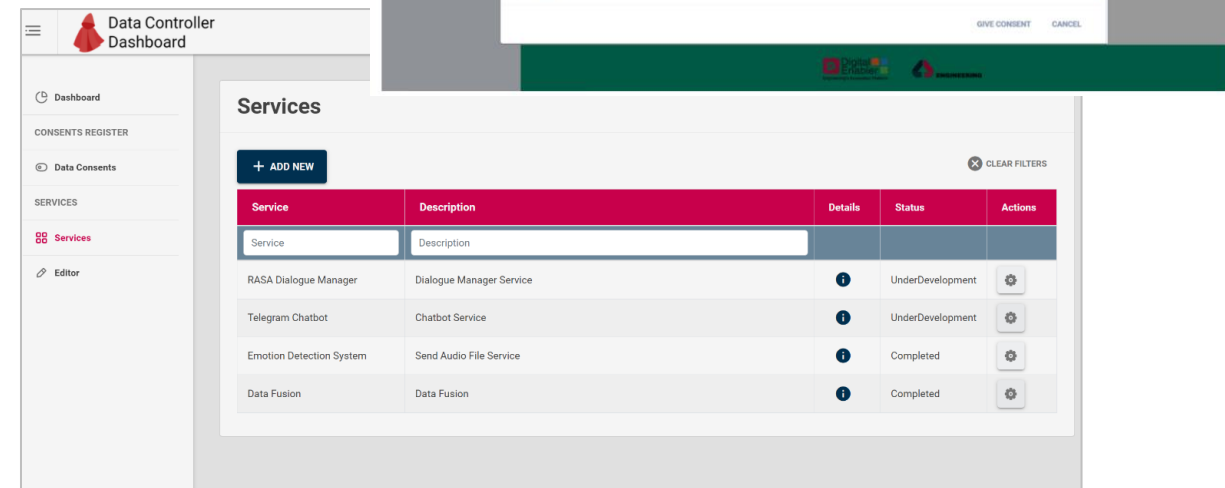 GIVE CONSENT CANCEL
Digital
Enabler
ENGINEERING
Data Controller
Dashboard
Dashboard
CONSENTS REGISTER
Data Consents
SERVICES
Services
Editor
Services
+ ADD NEW
CLEAR FILTERS
Service Description Details Status Actions
Service Description
RASA Dialogue Manager Dialogue Manager Service UnderDevelopment
Telegram Chatbot Chatbot Service UnderDevelopment
Emotion Detection System Send Audio File Service Completed
Data Fusion Data Fusion Completed